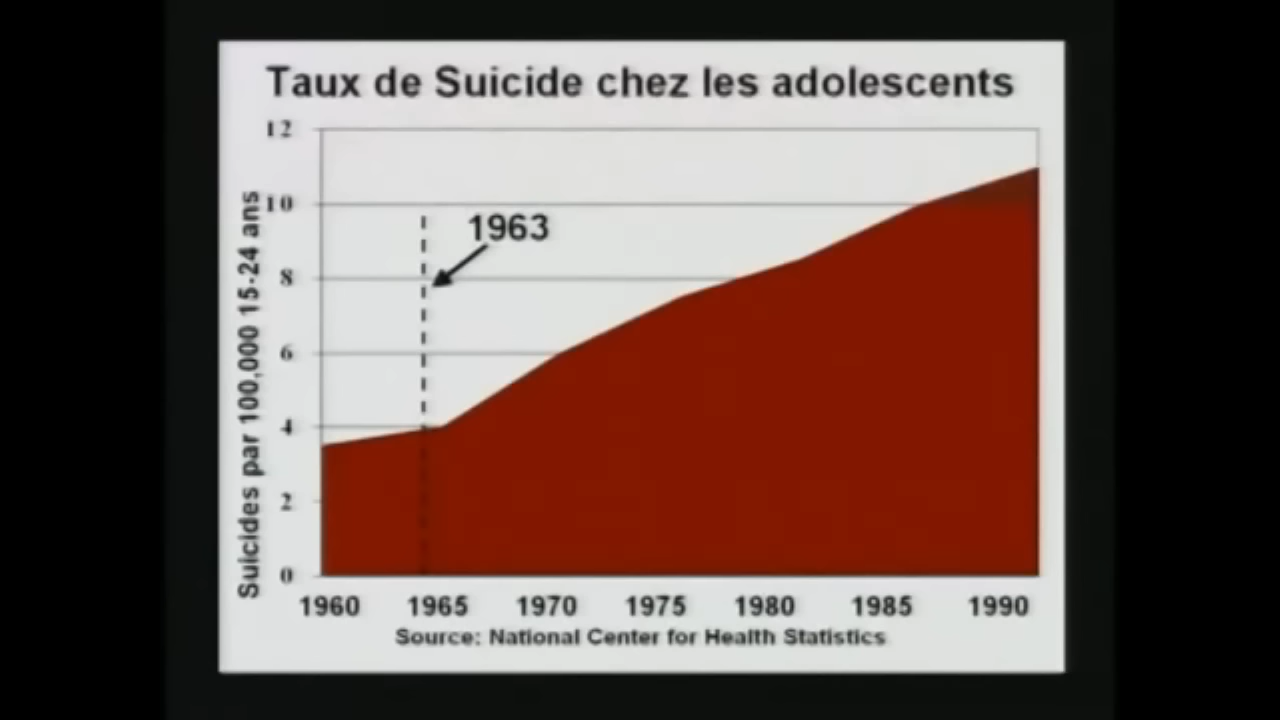 Taux de Suicide chez les adolescents
12
10
8
6
4
2
0
Suicides par 100,000 15-24 ans
1963
1960 1965 1970 1975 1980 1985 1990
Source: National Center for Health Statistics